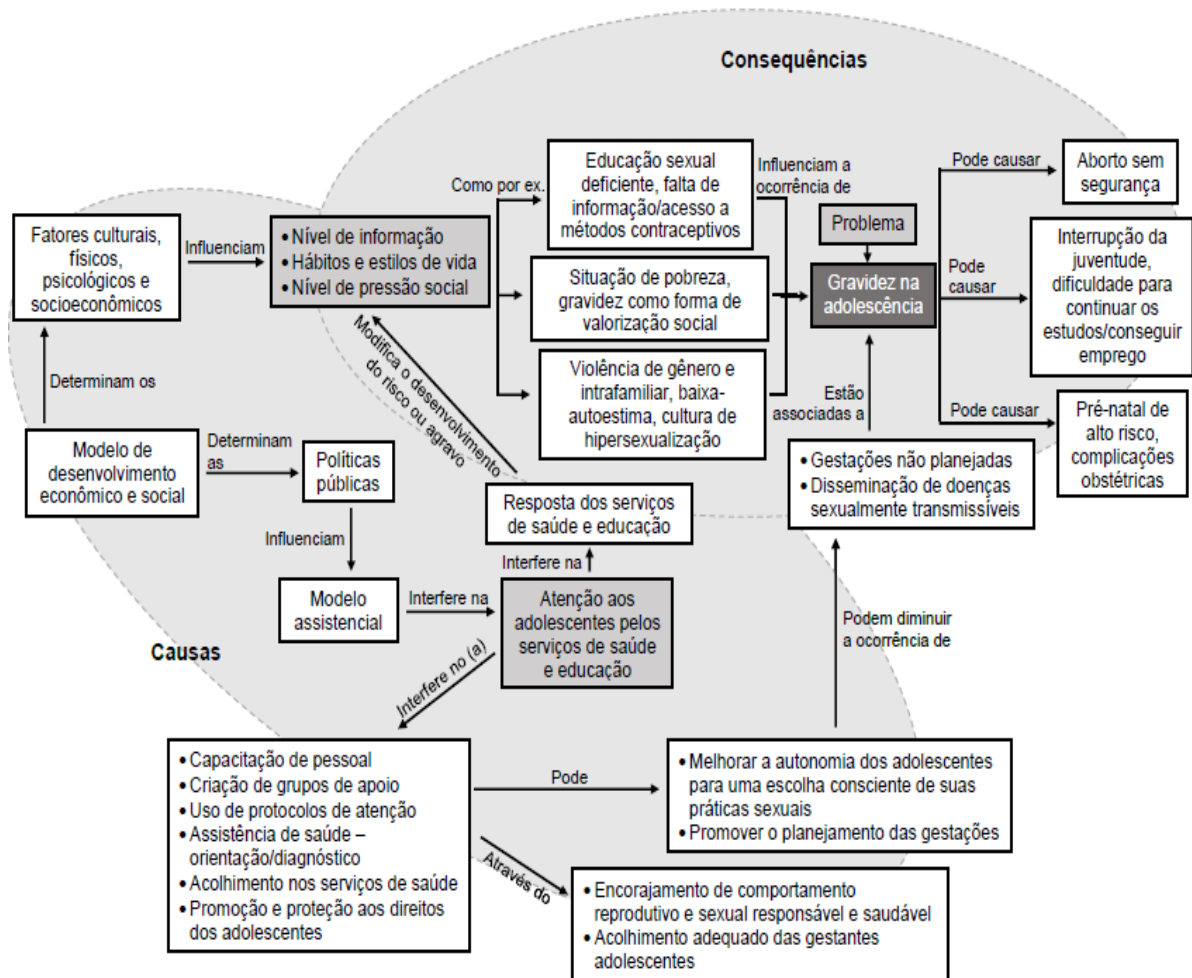 Consequências
Educação sexual
deficiente, falta de
informação/acesso a
métodos contraceptivos
Influenciam a
ocorrência de
Pode causar
Aborto sem
segurança
Como por ex.
Problema
Fatores culturais,
físicos,
psicológicos e
socioeconômicos
Influenciam
• Nível de informação
• Hábitos e estilos de vida
• Nível de pressão social
Situação de pobreza,
gravidez como forma de
valorização social
Gravidez na
adolescência
Pode
causar
Interrupção da
juventude,
dificuldade para
continuar os
estudos/conseguir
emprego
Modifica o desenvolvimento
do risco ou agravo
Violência de gênero e
intrafamiliar, baixa-
autoestima, cultura de
hipersexualização
Determinam os
Estão
associadas a
Pode causar
Pré-natal de
alto risco,
complicações
obstétricas
Modelo de
desenvolvimento
econômico e social
Determinam
as
Políticas
públicas
• Gestações não planejadas
• Disseminação de doenças
sexualmente transmissíveis
Resposta dos serviços
de saúde e educação
Influenciam
Interfere na
Modelo
assistencial
Interfere na
Atenção aos
adolescentes pelos
serviços de saúde
e educação
Podem diminuir
a ocorrência de
Causas
Interfere no (a)
• Capacitação de pessoal
• Criação de grupos de apoio
• Uso de protocolos de atenção
• Assistência de saúde –
orientação/diagnóstico
• Acolhimento nos serviços de saúde
• Promoção e proteção aos direitos
dos adolescentes
Pode
• Melhorar a autonomia dos adolescentes
para uma escolha consciente de suas
práticas sexuais
• Promover o planejamento das gestações
Através do
• Encorajamento de comportamento
reprodutivo e sexual responsável e saudável
• Acolhimento adequado das gestantes
adolescentes